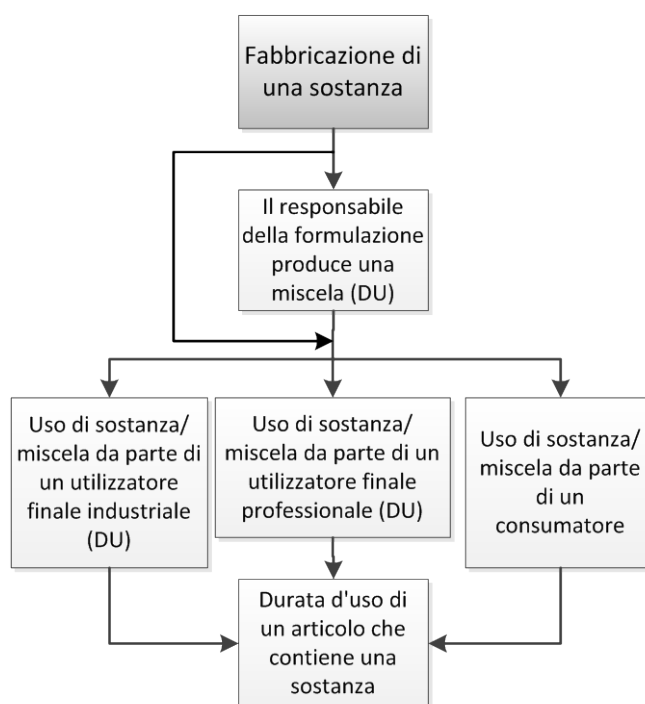 Fabbricazione di
una sostanza
Il responsabile
della formulazione
produce una
miscela (DU)
Uso di sostanza/
miscela da parte di
un utilizzatore
finale industriale
(DU)
Uso di sostanza/
miscela da parte di un
utilizzatore finale
professionale (DU)
Uso di sostanza/
miscela da parte
di un
consumatore
Durata d'uso di
un articolo che
contiene una
sostanza